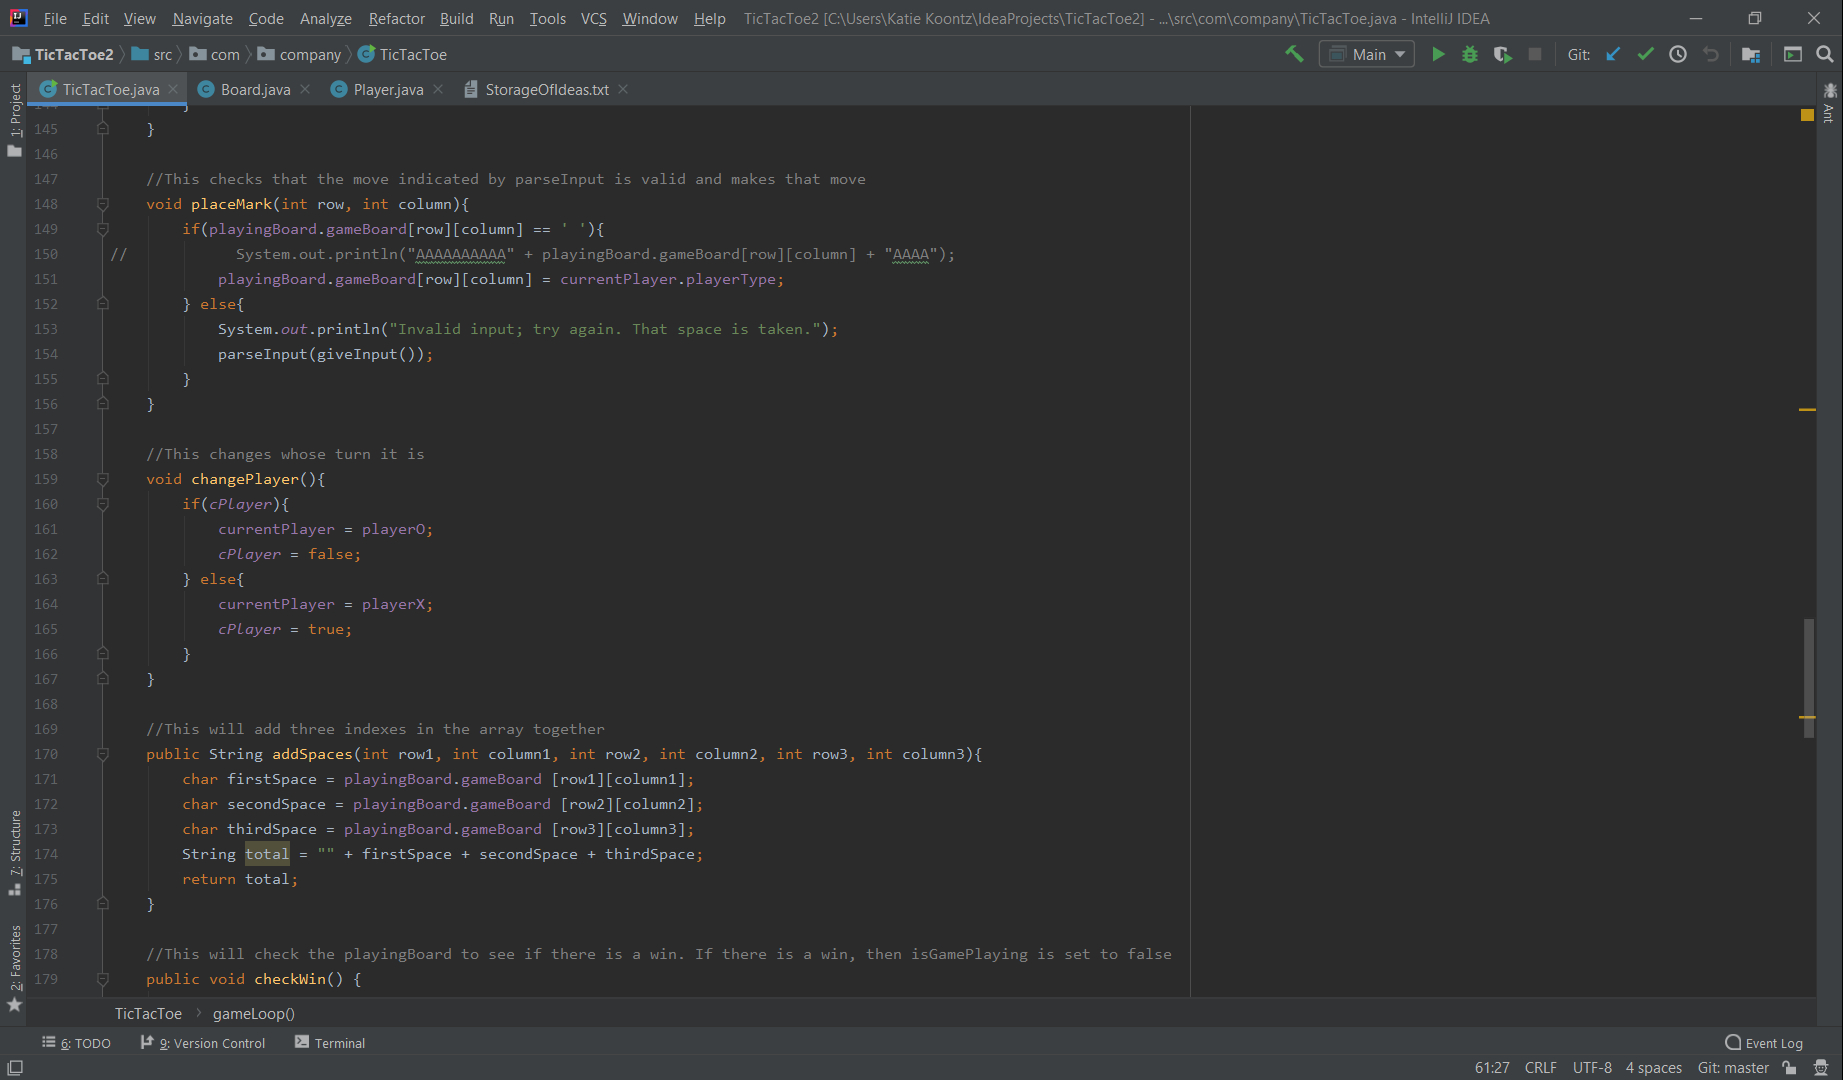 File Edit View Navigate Code Analyze Refactor Build Run Tools VCS Window Help TicTacToe2 [C:\Users\Katie Koontz\IdeaProjects\TicTacToe2] - ...\src\com\company\TicTacToe.java - IntelliJ IDEA
TicTacToe2 src com company TicTacToe Main Git:
TicTacToe.java Board.java Player.java StorageOfIdeas.txt
1: Project
7: Structure
2: Favorites
Ant
144 }
145 }
146
147 //This checks that the move indicated by parseInput is valid and makes that move
148 void placeMark(int row, int column){
149 if(playingBoard.gameBoard[row][column] == ' '){
150 // System.out.println("AAAAAAAAAA" + playingBoard.gameBoard[row][column] + "AAAA");
151 playingBoard.gameBoard[row][column] = currentPlayer.playerType;
152 } else{
153 System.out.println("Invalid input; try again. That space is taken.");
154 parseInput(giveInput());
155 }
156 }
157
158 //This changes whose turn it is
159 void changePlayer(){
160 if(cPlayer){
161 currentPlayer = playerO;
162 cPlayer = false;
163 } else{
164 currentPlayer = playerX;
165 cPlayer = true;
166 }
167 }
168
169 //This will add three indexes in the array together
170 public String addSpaces(int row1, int column1, int row2, int column2, int row3, int column3){
171 char firstSpace = playingBoard.gameBoard [row1][column1];
172 char secondSpace = playingBoard.gameBoard [row2][column2];
173 char thirdSpace = playingBoard.gameBoard [row3][column3];
174 String total = "" + firstSpace + secondSpace + thirdSpace;
175 return total;
176 }
177
178 //This will check the playingBoard to see if there is a win. If there is a win, then isGamePlaying is set to false
179 public void checkWin() {
TicTacToe gameLoop()
6: TODO 9: Version Control Terminal Event Log
61:27 CRLF UTF-8 4 spaces Git: master